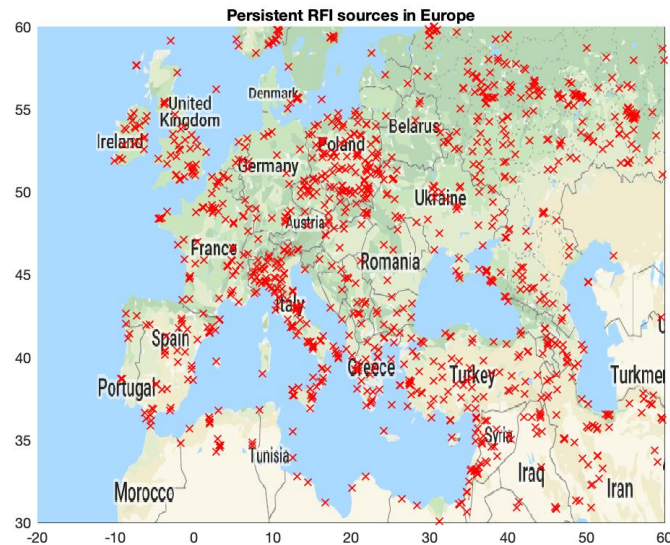 Persistent RFI sources in Europe
60
55
50
45
40
35
30
-20
-10
0
10
20
30
40
50
60
Denmark
United
Kingdom
Ireland
Belarus
Poland
Germany
Ukraine
Austria
France
Romania
Italy
Spain
Greece
Portugal
Turkey
Turkmer
Syria
Tunisia
Iraq
Iran
Morocco